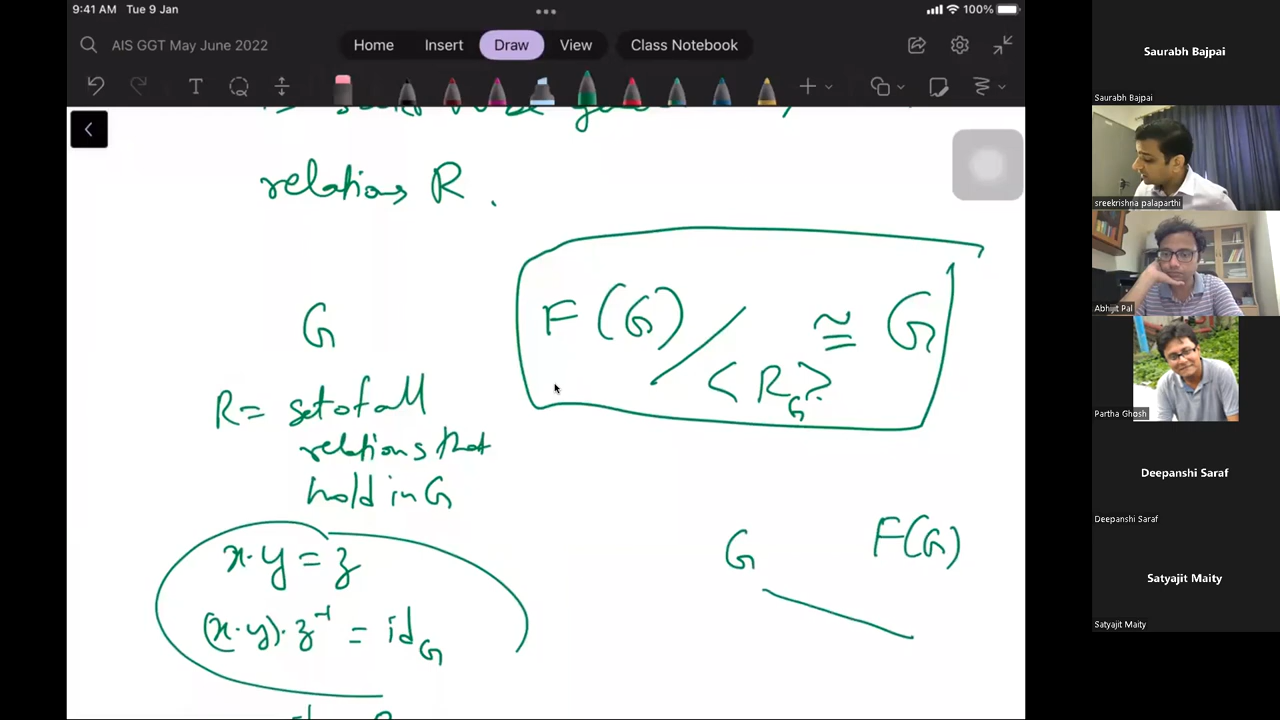 9:41 AM Tue 9 Jan
100%
AIS GGT May June 2022
Home Insert Draw View Class Notebook
relations R.
G
F(G)/<R_G> ≅ G
R = set of all
relations that
hold in G
x·y = z
(x·y)·z⁻¹ = id_G
G F(G)
Saurabh Bajpai
Saurabh Bajpai
sreekrishna palaparthi
Abhijit Pal
Partha Ghosh
Deepanshi Saraf
Deepanshi Saraf
Satyajit Maity
Satyajit Maity